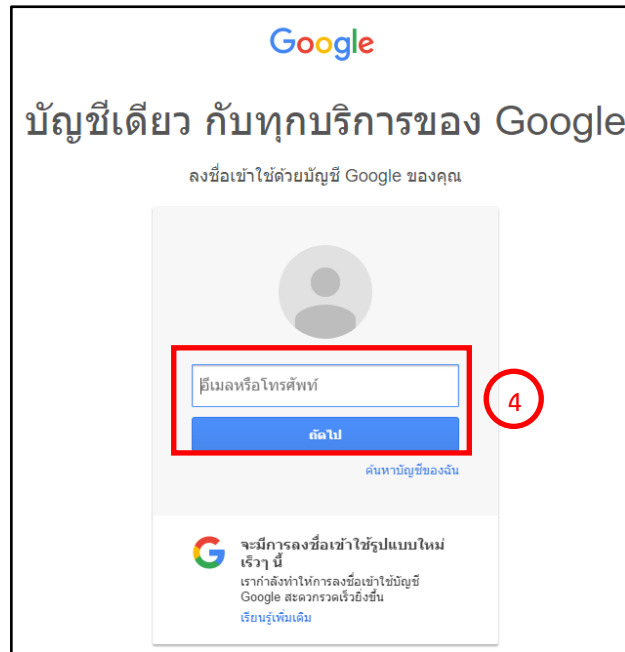 Google
บัญชีเดียว กับทุกบริการของ Google
ลงชื่อเข้าใช้ด้วยบัญชี Google ของคุณ
อีเมลหรือโทรศัพท์
4
ถัดไป
ค้นหาบัญชีของฉัน
จะมีการลงชื่อเข้าใช้รูปแบบใหม่
เร็วๆ นี้
เรากำลังทำให้การลงชื่อเข้าใช้บัญชี
Google สะดวกรวดเร็วยิ่งขึ้น
เรียนรู้เพิ่มเติม